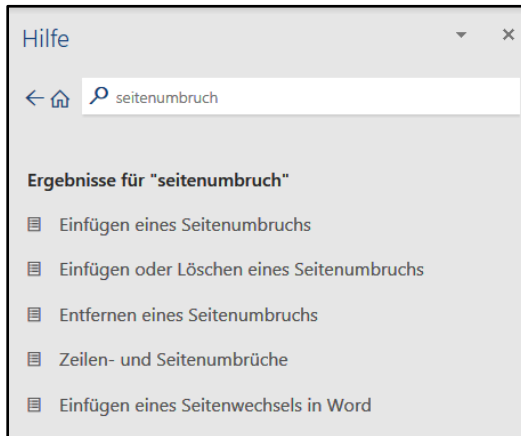 Hilfe
seitenumbruch
Ergebnisse für "seitenumbruch"
Einfügen eines Seitenumbruchs
Einfügen oder Löschen eines Seitenumbruchs
Entfernen eines Seitenumbruchs
Zeilen- und Seitenumbrüche
Einfügen eines Seitenwechsels in Word